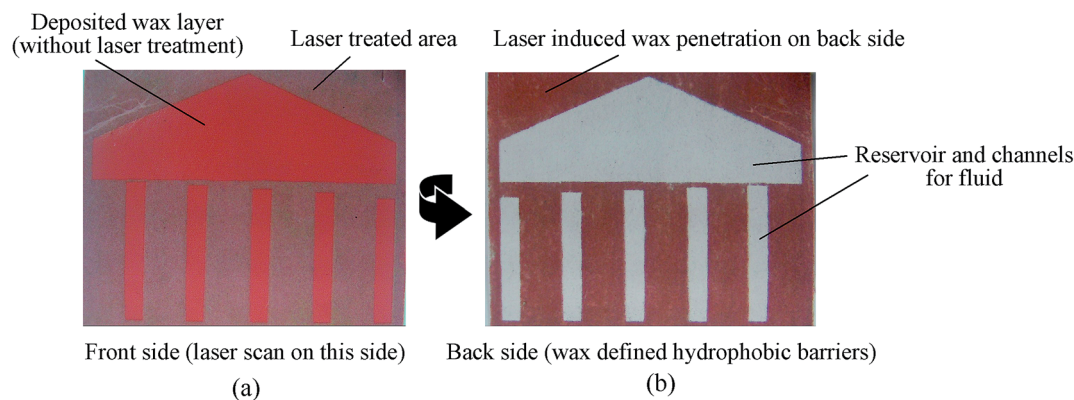 Deposited wax layer
(without laser treatment)
Laser treated area
Laser induced wax penetration on back side
Reservoir and channels
for fluid
Front side (laser scan on this side)
Back side (wax defined hydrophobic barriers)
(a)
(b)